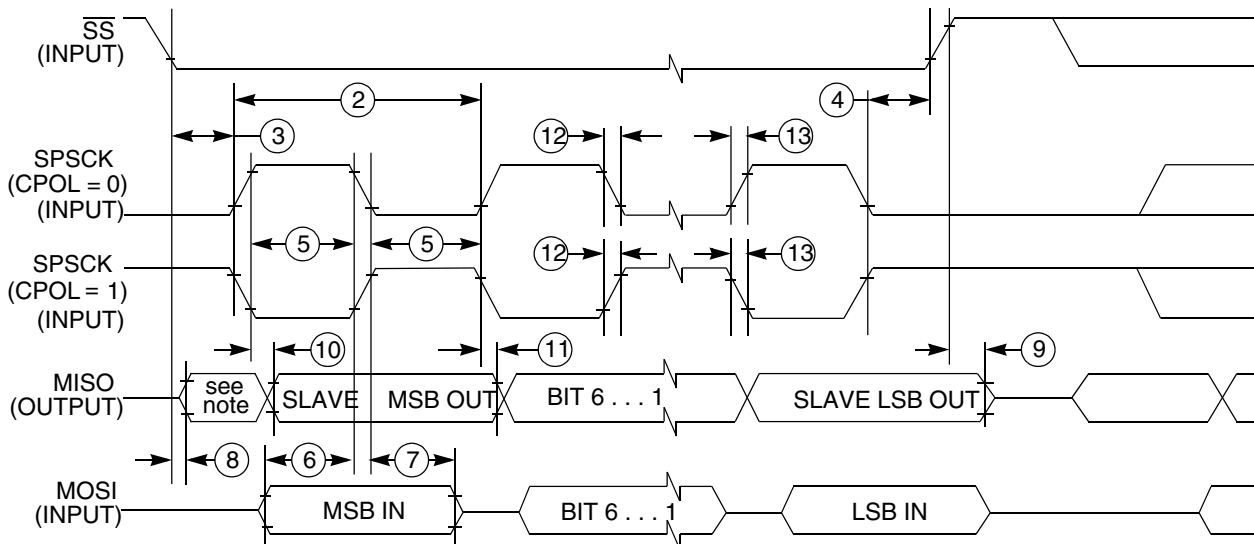 SS
(INPUT)
2
4
3
12
13
SPSCK
(CPOL = 0)
(INPUT)
5
5
12
13
SPSCK
(CPOL = 1)
(INPUT)
10
11
9
MISO
(OUTPUT)
see
note
SLAVE
MSB OUT
BIT 6 . . . 1
SLAVE LSB OUT
8
6
7
MOSI
(INPUT)
MSB IN
BIT 6 . . . 1
LSB IN